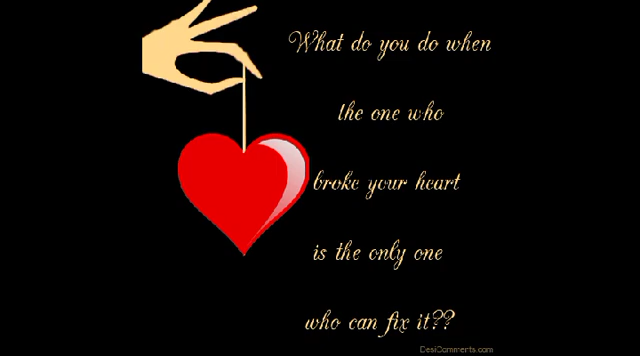 What do you do when
the one who
broke your heart
is the only one
who can fix it??
DesiComments.com